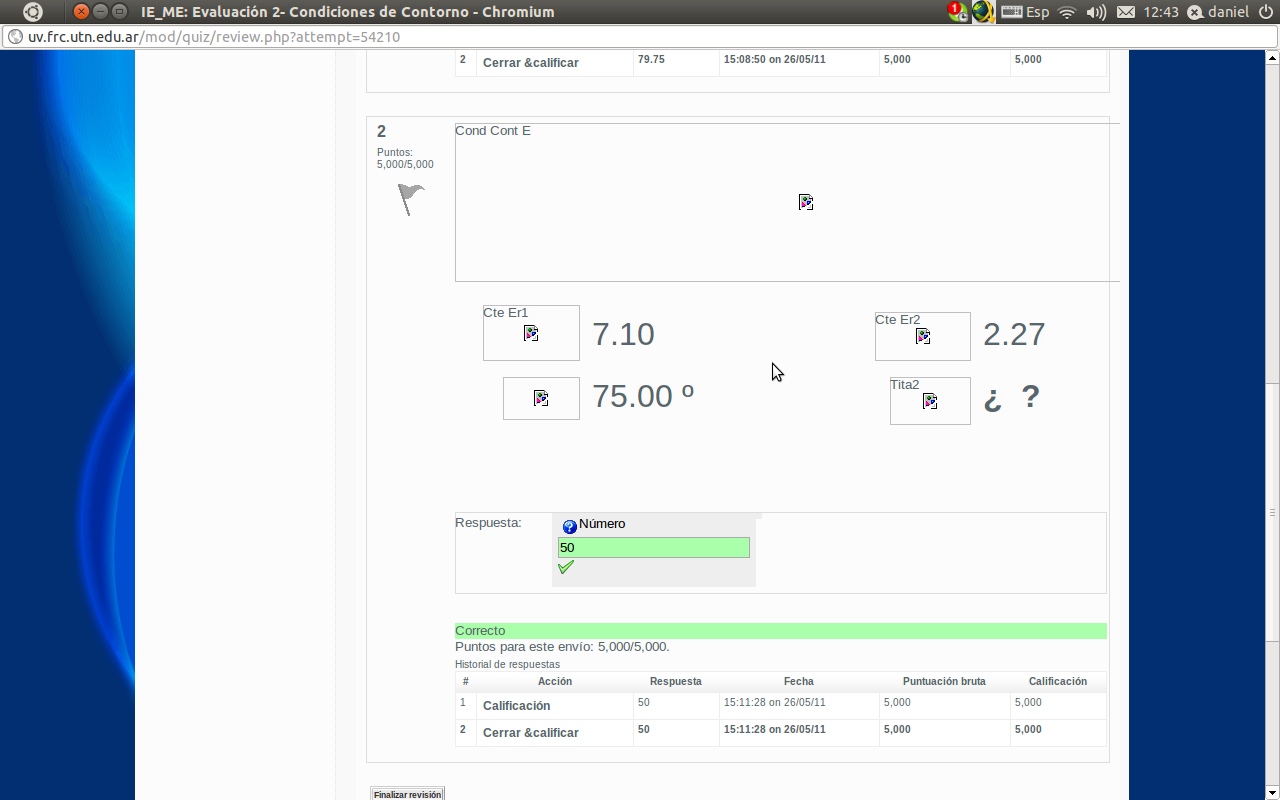 IE_ME: Evaluación 2- Condiciones de Contorno - Chromium
1
Esp
12:43
daniel
uv.frc.utn.edu.ar/mod/quiz/review.php?attempt=54210
2 Cerrar &calificar 79.75 15:08:50 on 26/05/11 5,000 5,000
2
Puntos:
5,000/5,000
Cond Cont E
Cte Er1 7.10
Cte Er2 2.27
75.00 º
Tita2 ¿ ?
Respuesta:
? Número
50
Correcto
Puntos para este envío: 5,000/5,000.
Historial de respuestas
# Acción Respuesta Fecha Puntuación bruta Calificación
1 Calificación 50 15:11:28 on 26/05/11 5,000 5,000
2 Cerrar &calificar 50 15:11:28 on 26/05/11 5,000 5,000
Finalizar revisión